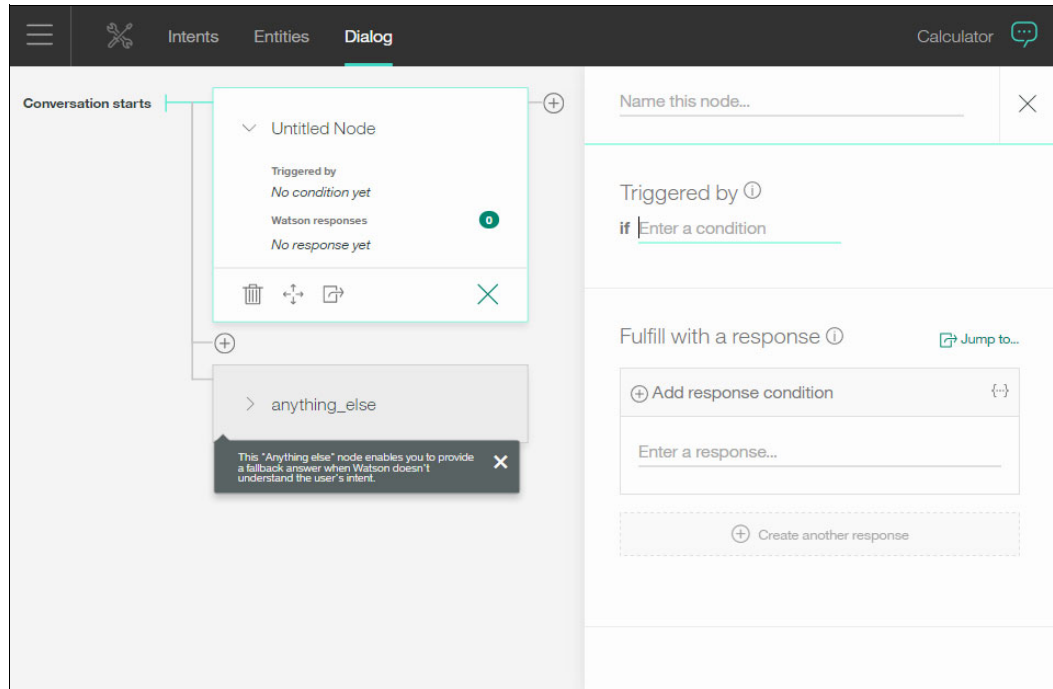 Intents Entities Dialog Calculator
Conversation starts
Untitled Node
Triggered by
No condition yet
Watson responses 0
No response yet
anything_else
This "Anything else" node enables you to provide
a fallback answer when Watson doesn't
understand the user's intent.
Name this node...
Triggered by
if Enter a condition
Fulfill with a response Jump to...
Add response condition {...}
Enter a response...
Create another response